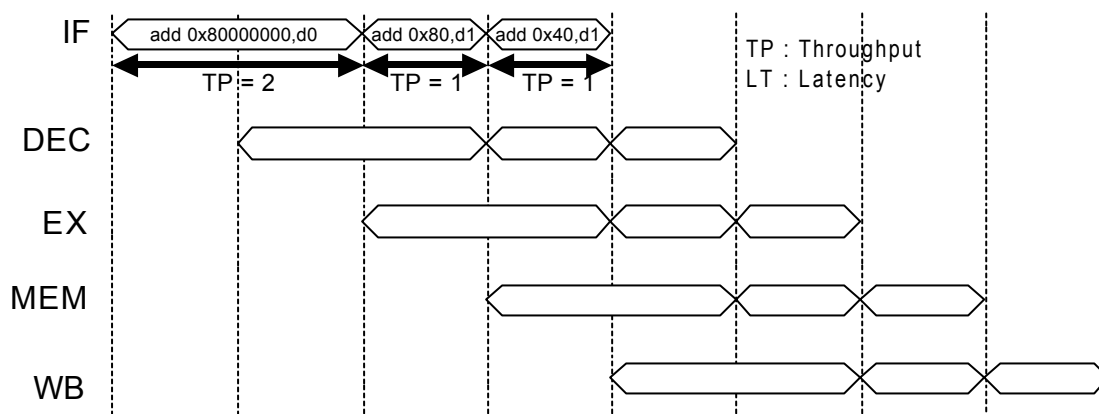 IF add 0x80000000,d0 add 0x80,d1 add 0x40,d1
TP : Throughput
TP = 2 TP = 1 TP = 1
LT : Latency
DEC
EX
MEM
WB